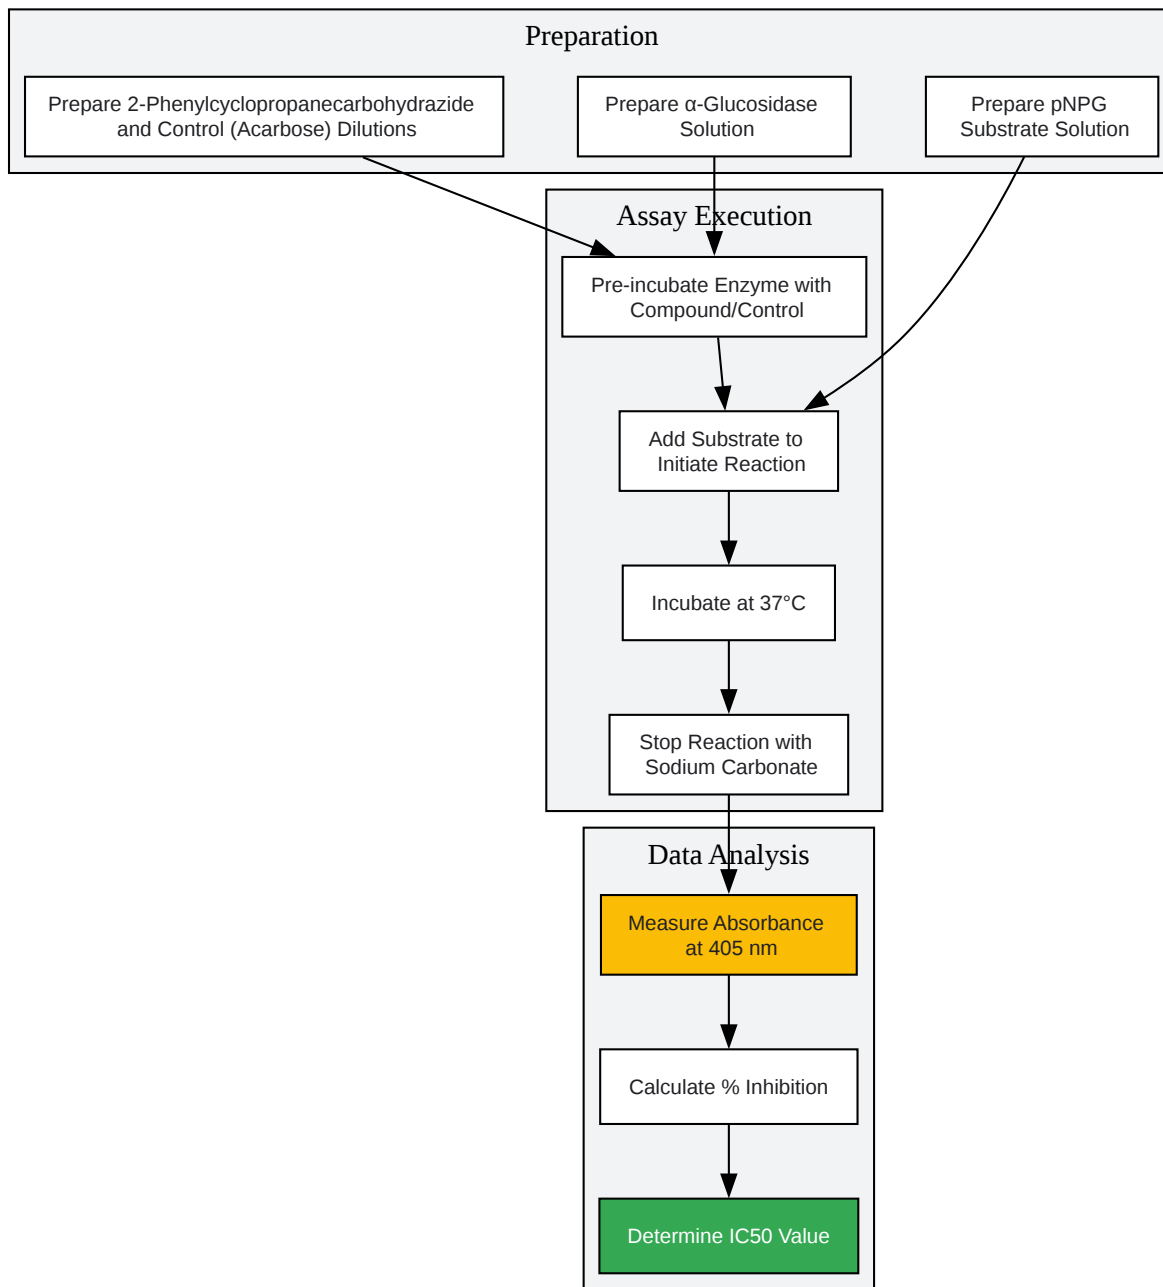 Preparation
Prepare 2-Phenylcyclopropanecarbohydrazide
and Control (Acarbose) Dilutions
Prepare α-Glucosidase
Solution
Prepare pNPG
Substrate Solution
Assay Execution
Pre-incubate Enzyme with
Compound/Control
Add Substrate to
Initiate Reaction
Incubate at 37°C
Stop Reaction with
Sodium Carbonate
Data Analysis
Measure Absorbance
at 405 nm
Calculate % Inhibition
Determine IC50 Value